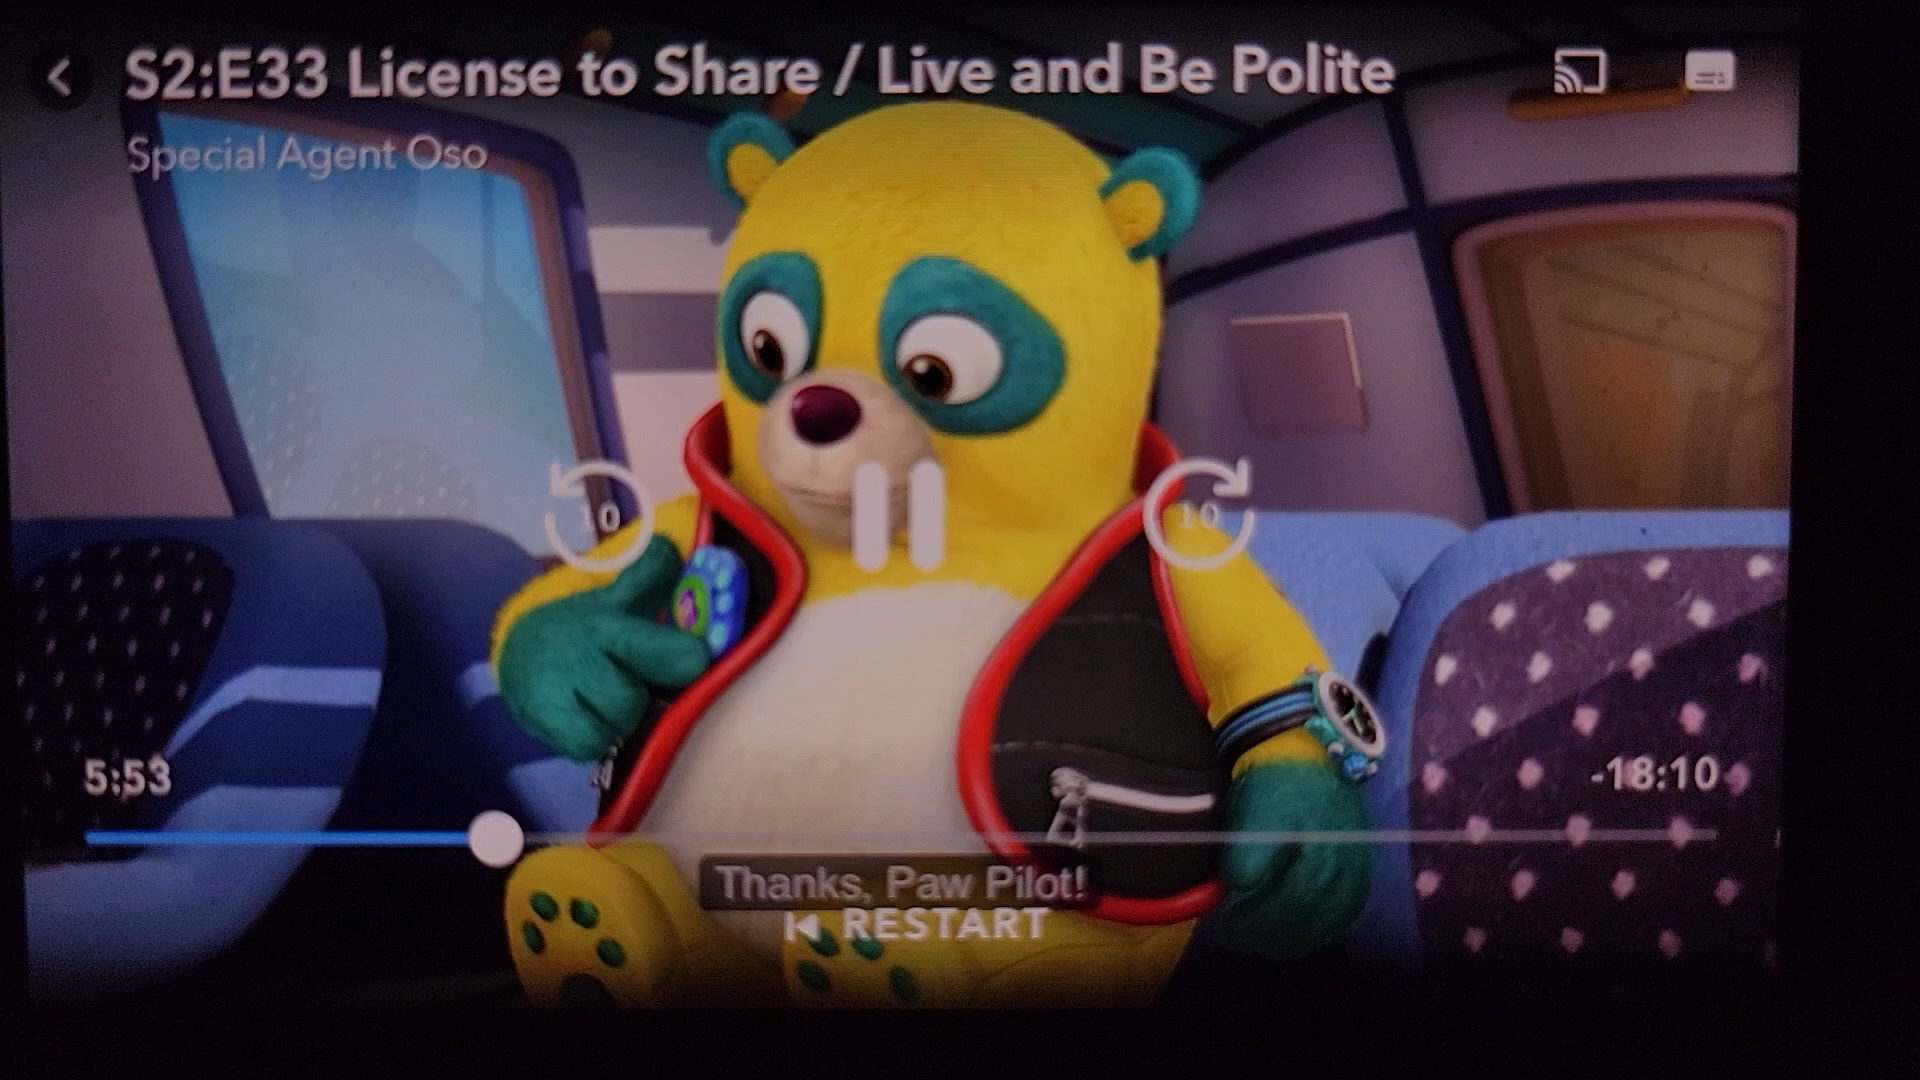 S2:E33 License to Share / Live and Be Polite
Special Agent Oso
10
10
5:53
-18:10
Thanks, Paw Pilot!
RESTART